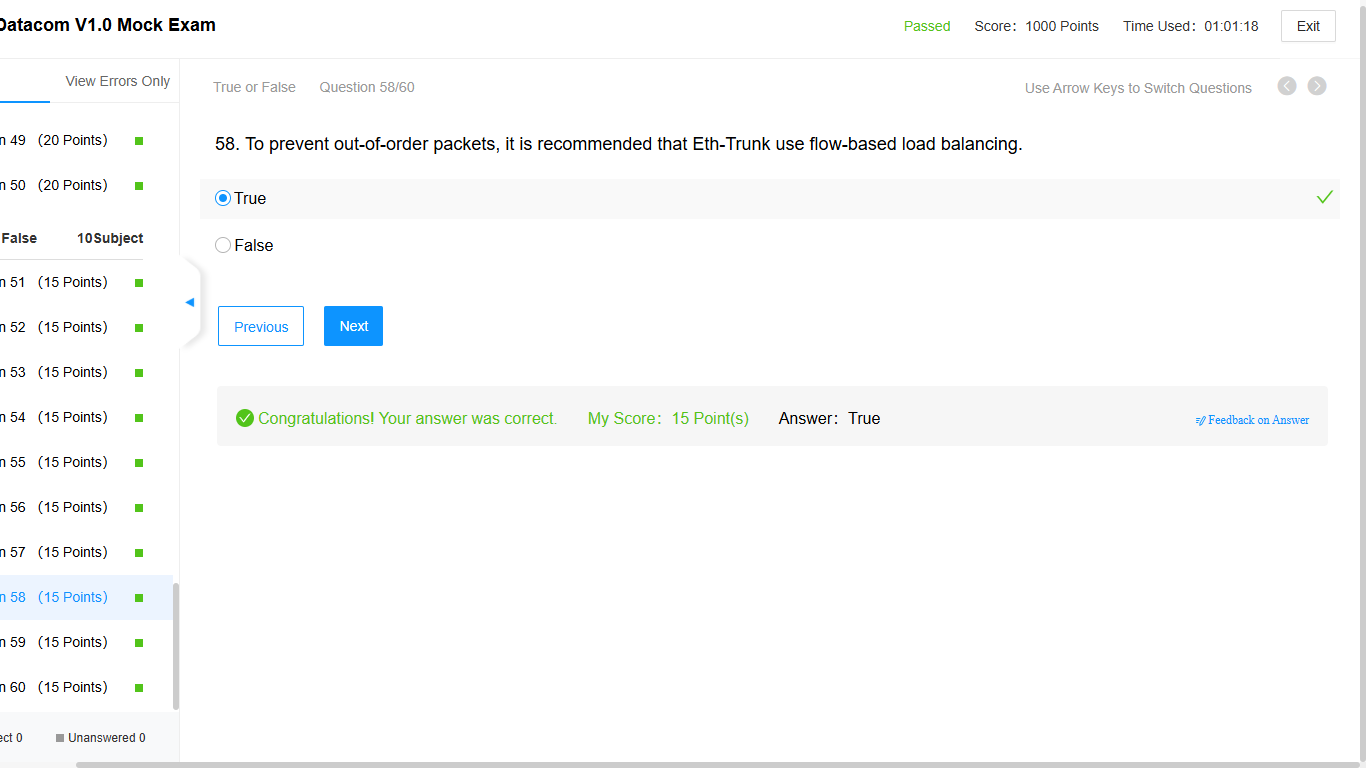 Datacom V1.0 Mock Exam
Passed Score: 1000 Points Time Used: 01:01:18 Exit
View Errors Only
True or False Question 58/60 Use Arrow Keys to Switch Questions
n 49 (20 Points)
58. To prevent out-of-order packets, it is recommended that Eth-Trunk use flow-based load balancing.
n 50 (20 Points)
True
False 10Subject
False
n 51 (15 Points)
n 52 (15 Points)
Previous Next
n 53 (15 Points)
n 54 (15 Points)
Congratulations! Your answer was correct. My Score: 15 Point(s) Answer: True Feedback on Answer
n 55 (15 Points)
n 56 (15 Points)
n 57 (15 Points)
n 58 (15 Points)
n 59 (15 Points)
n 60 (15 Points)
ect 0 Unanswered 0